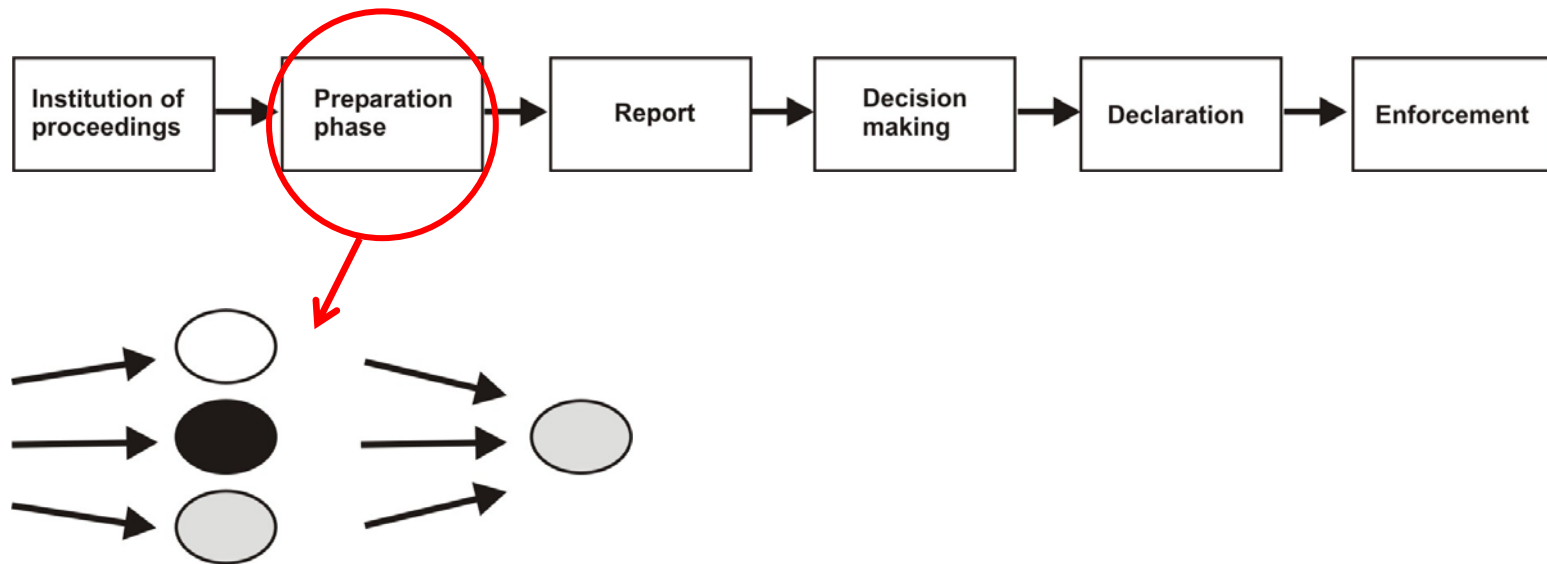 Institution of
proceedings
Preparation
phase
Report
Decision
making
Declaration
Enforcement